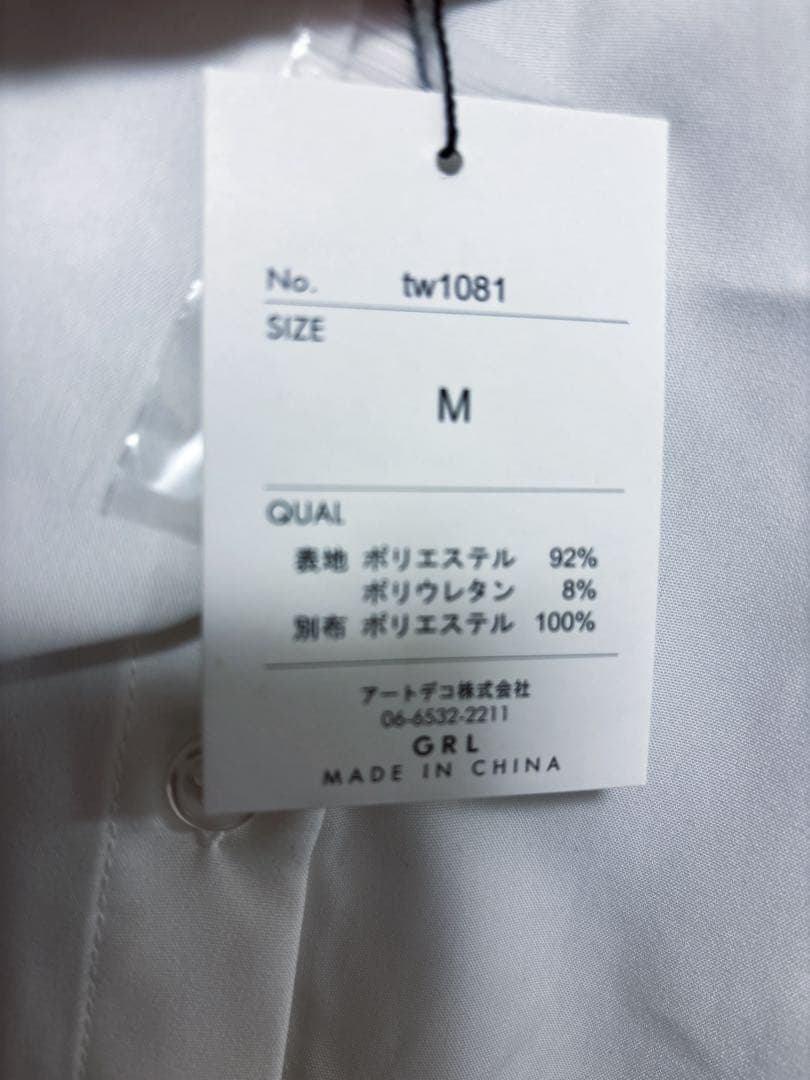 No. tw1081
SIZE
M
QUAL
表地 ポリエステル 92%
ポリウレタン 8%
別布 ポリエステル 100%
アートデコ株式会社
06-6532-2211
GRL
MADE IN CHINA